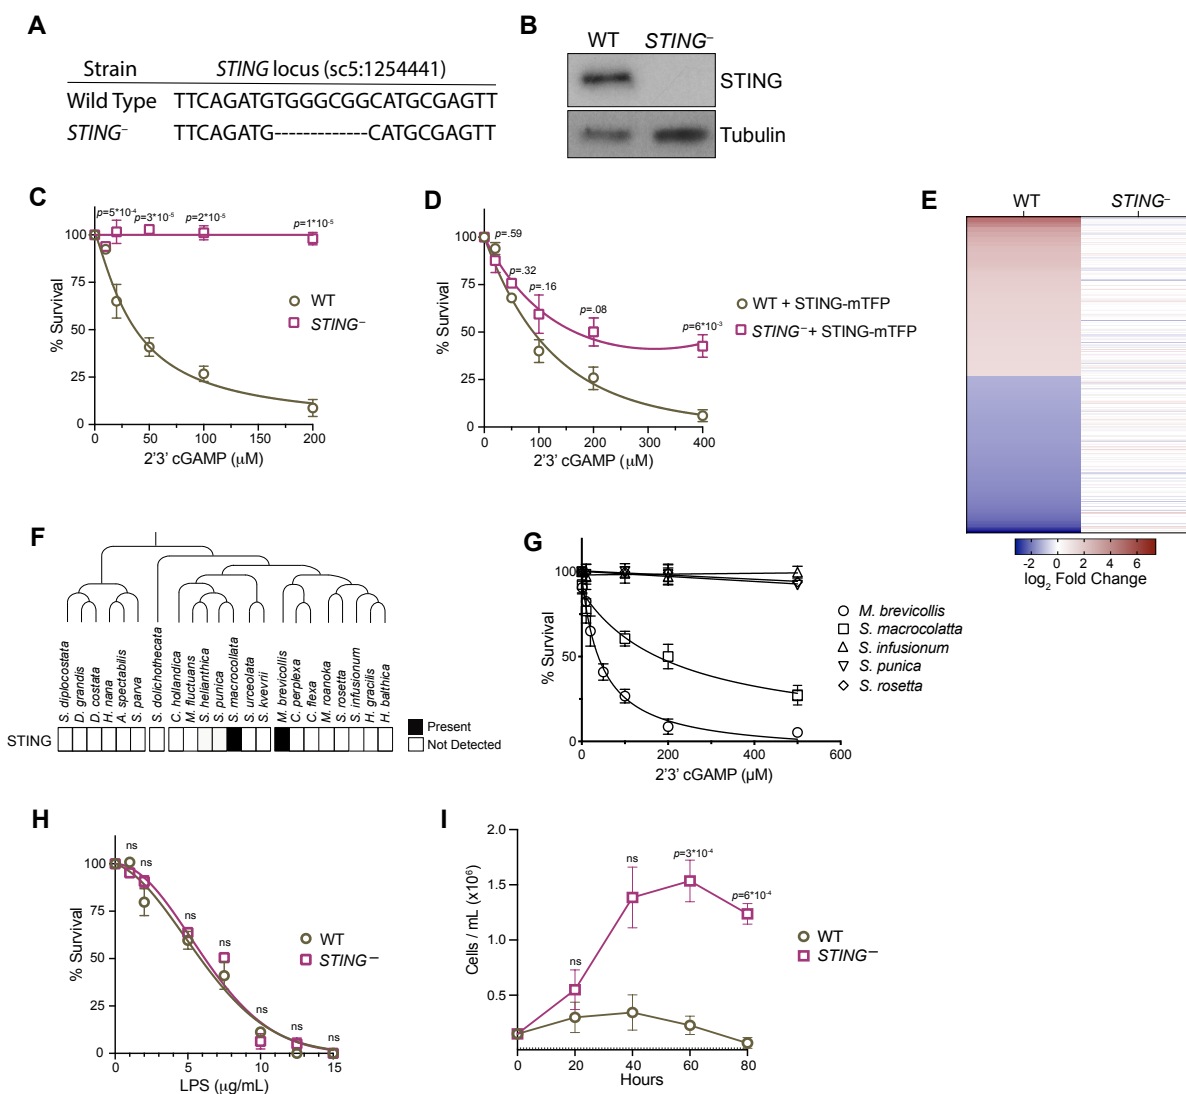 A
Strain STING locus (sc5:1254441)
Wild Type TTCAGATGTGGGCGGCATGCGAGTT
STING– TTCAGATG-------------CATGCGAGTT
B
WT STING–
STING
Tubulin
C
p=5*10-4
p=3*10-5
p=2*10-5
p=1*10-5
100
75
50
25
0
% Survival
0 50 100 150 200
2'3' cGAMP (μM)
WT
STING–
D
p=.59
p=.32
p=.16
p=.08
p=6*10-3
100
75
50
25
0
% Survival
0 100 200 300 400
2'3' cGAMP (μM)
WT + STING-mTFP
STING– + STING-mTFP
E
WT STING–
-2 0 2 4 6
log2 Fold Change
F
S. diplocostata
D. grandis
D. costata
H. nana
A. spectabilis
S. parva
S. dolichothecata
C. hollandica
M. fluctuans
S. helianthica
S. punica
S. macrocollata
S. urceolata
S. kvevrii
M. brevicollis
C. perplexa
C. flexa
M. roanoka
S. rosetta
S. infusionum
H. gracilis
H. balthica
STING
Present
Not Detected
G
100
50
0
% Survival
0 200 400 600
2'3' cGAMP (μM)
M. brevicollis
S. macrocolatta
S. infusionum
S. punica
S. rosetta
H
ns
ns
ns
ns
ns
ns
ns
100
75
50
25
0
% Survival
0 5 10 15
LPS (μg/mL)
WT
STING–
I
2.0
1.5
1.0
0.5
Cells / mL (x106)
ns
ns
p=3*10-4
p=6*10-4
0 20 40 60 80
Hours
WT
STING–